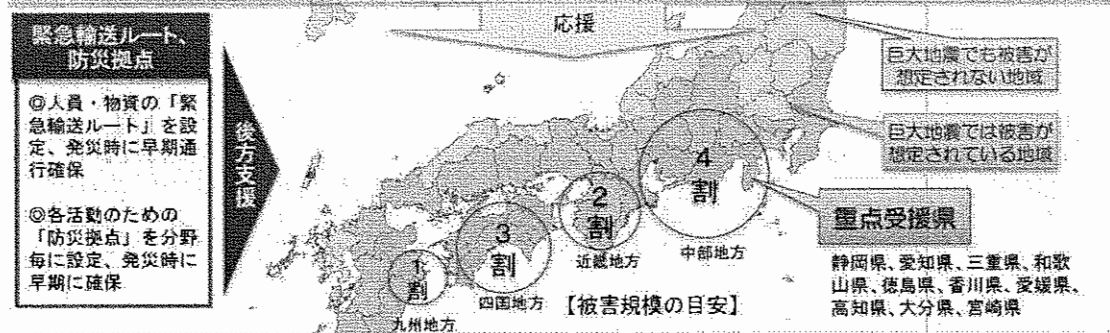 緊急輸送ルート、
防災拠点
◎人員・物資の「緊
急輸送ルート」を設
定、発災時に早期通
行確保
◎各活動のための
「防災拠点」を分野
毎に設定、発災時に
早期に確保
後方支援
応援
巨大地震でも被害が
想定されない地域
巨大地震では被害が
想定されている地域
4
割
中部地方
2
割
近畿地方
3
割
四国地方
1
割
九州地方
【被害規模の目安】
重点受援県
静岡県、愛知県、三重県、和歌
山県、徳島県、香川県、愛媛県、
高知県、大分県、宮崎県